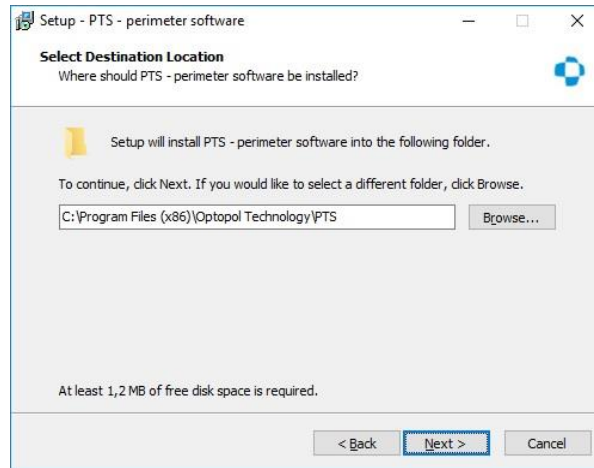 Setup - PTS - perimeter software
Select Destination Location
Where should PTS - perimeter software be installed?
Setup will install PTS - perimeter software into the following folder.
To continue, click Next. If you would like to select a different folder, click Browse.
C:\Program Files (x86)\Optopol Technology\PTS
Browse...
At least 1,2 MB of free disk space is required.
< Back
Next >
Cancel